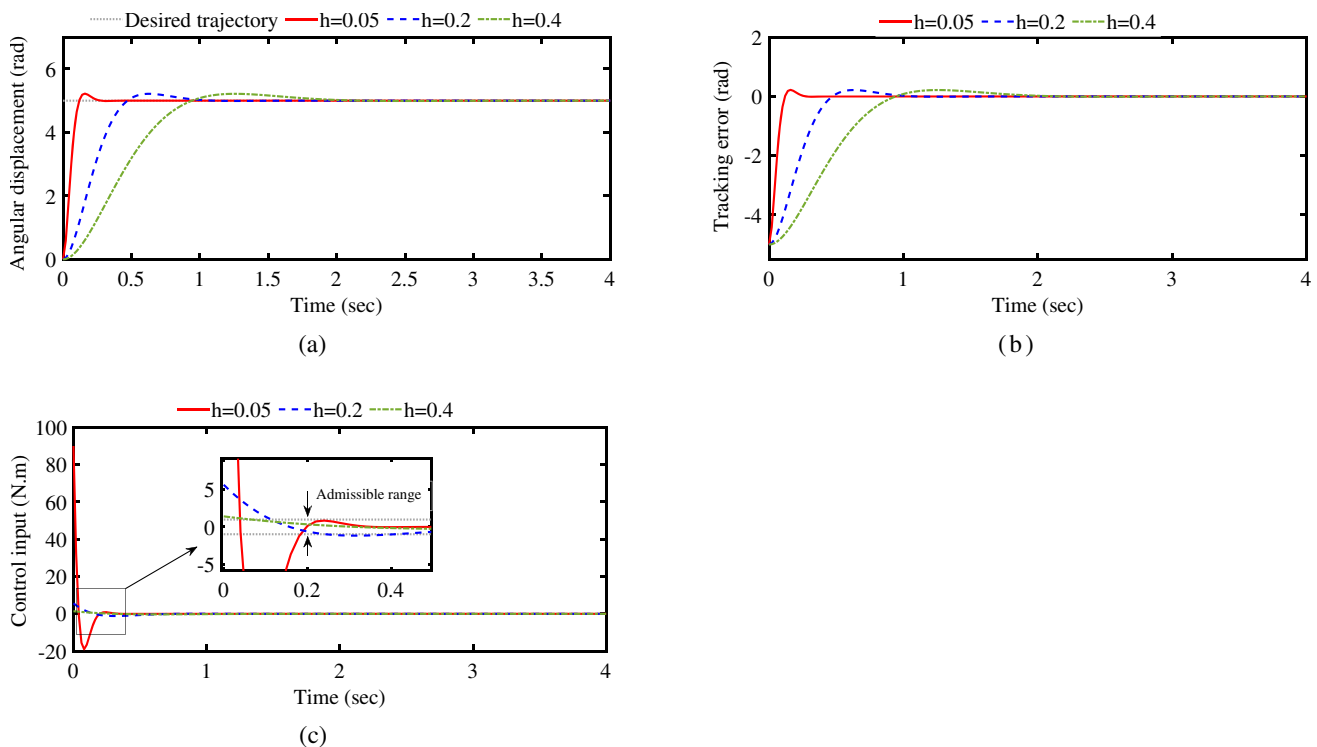 Desired trajectory h=0.05 h=0.2 h=0.4
Angular displacement (rad)
6
4
2
0
0 0.5 1 1.5 2 2.5 3 3.5 4
Time (sec)
(a)
h=0.05 h=0.2 h=0.4
Tracking error (rad)
2
0
-2
-4
0 1 2 3 4
Time (sec)
(b)
h=0.05 h=0.2 h=0.4
Control input (N.m)
100
80
60
40
20
0
-20
0 1 2 3 4
Time (sec)
5
0
-5
0 0.2 0.4
Admissible range
(c)